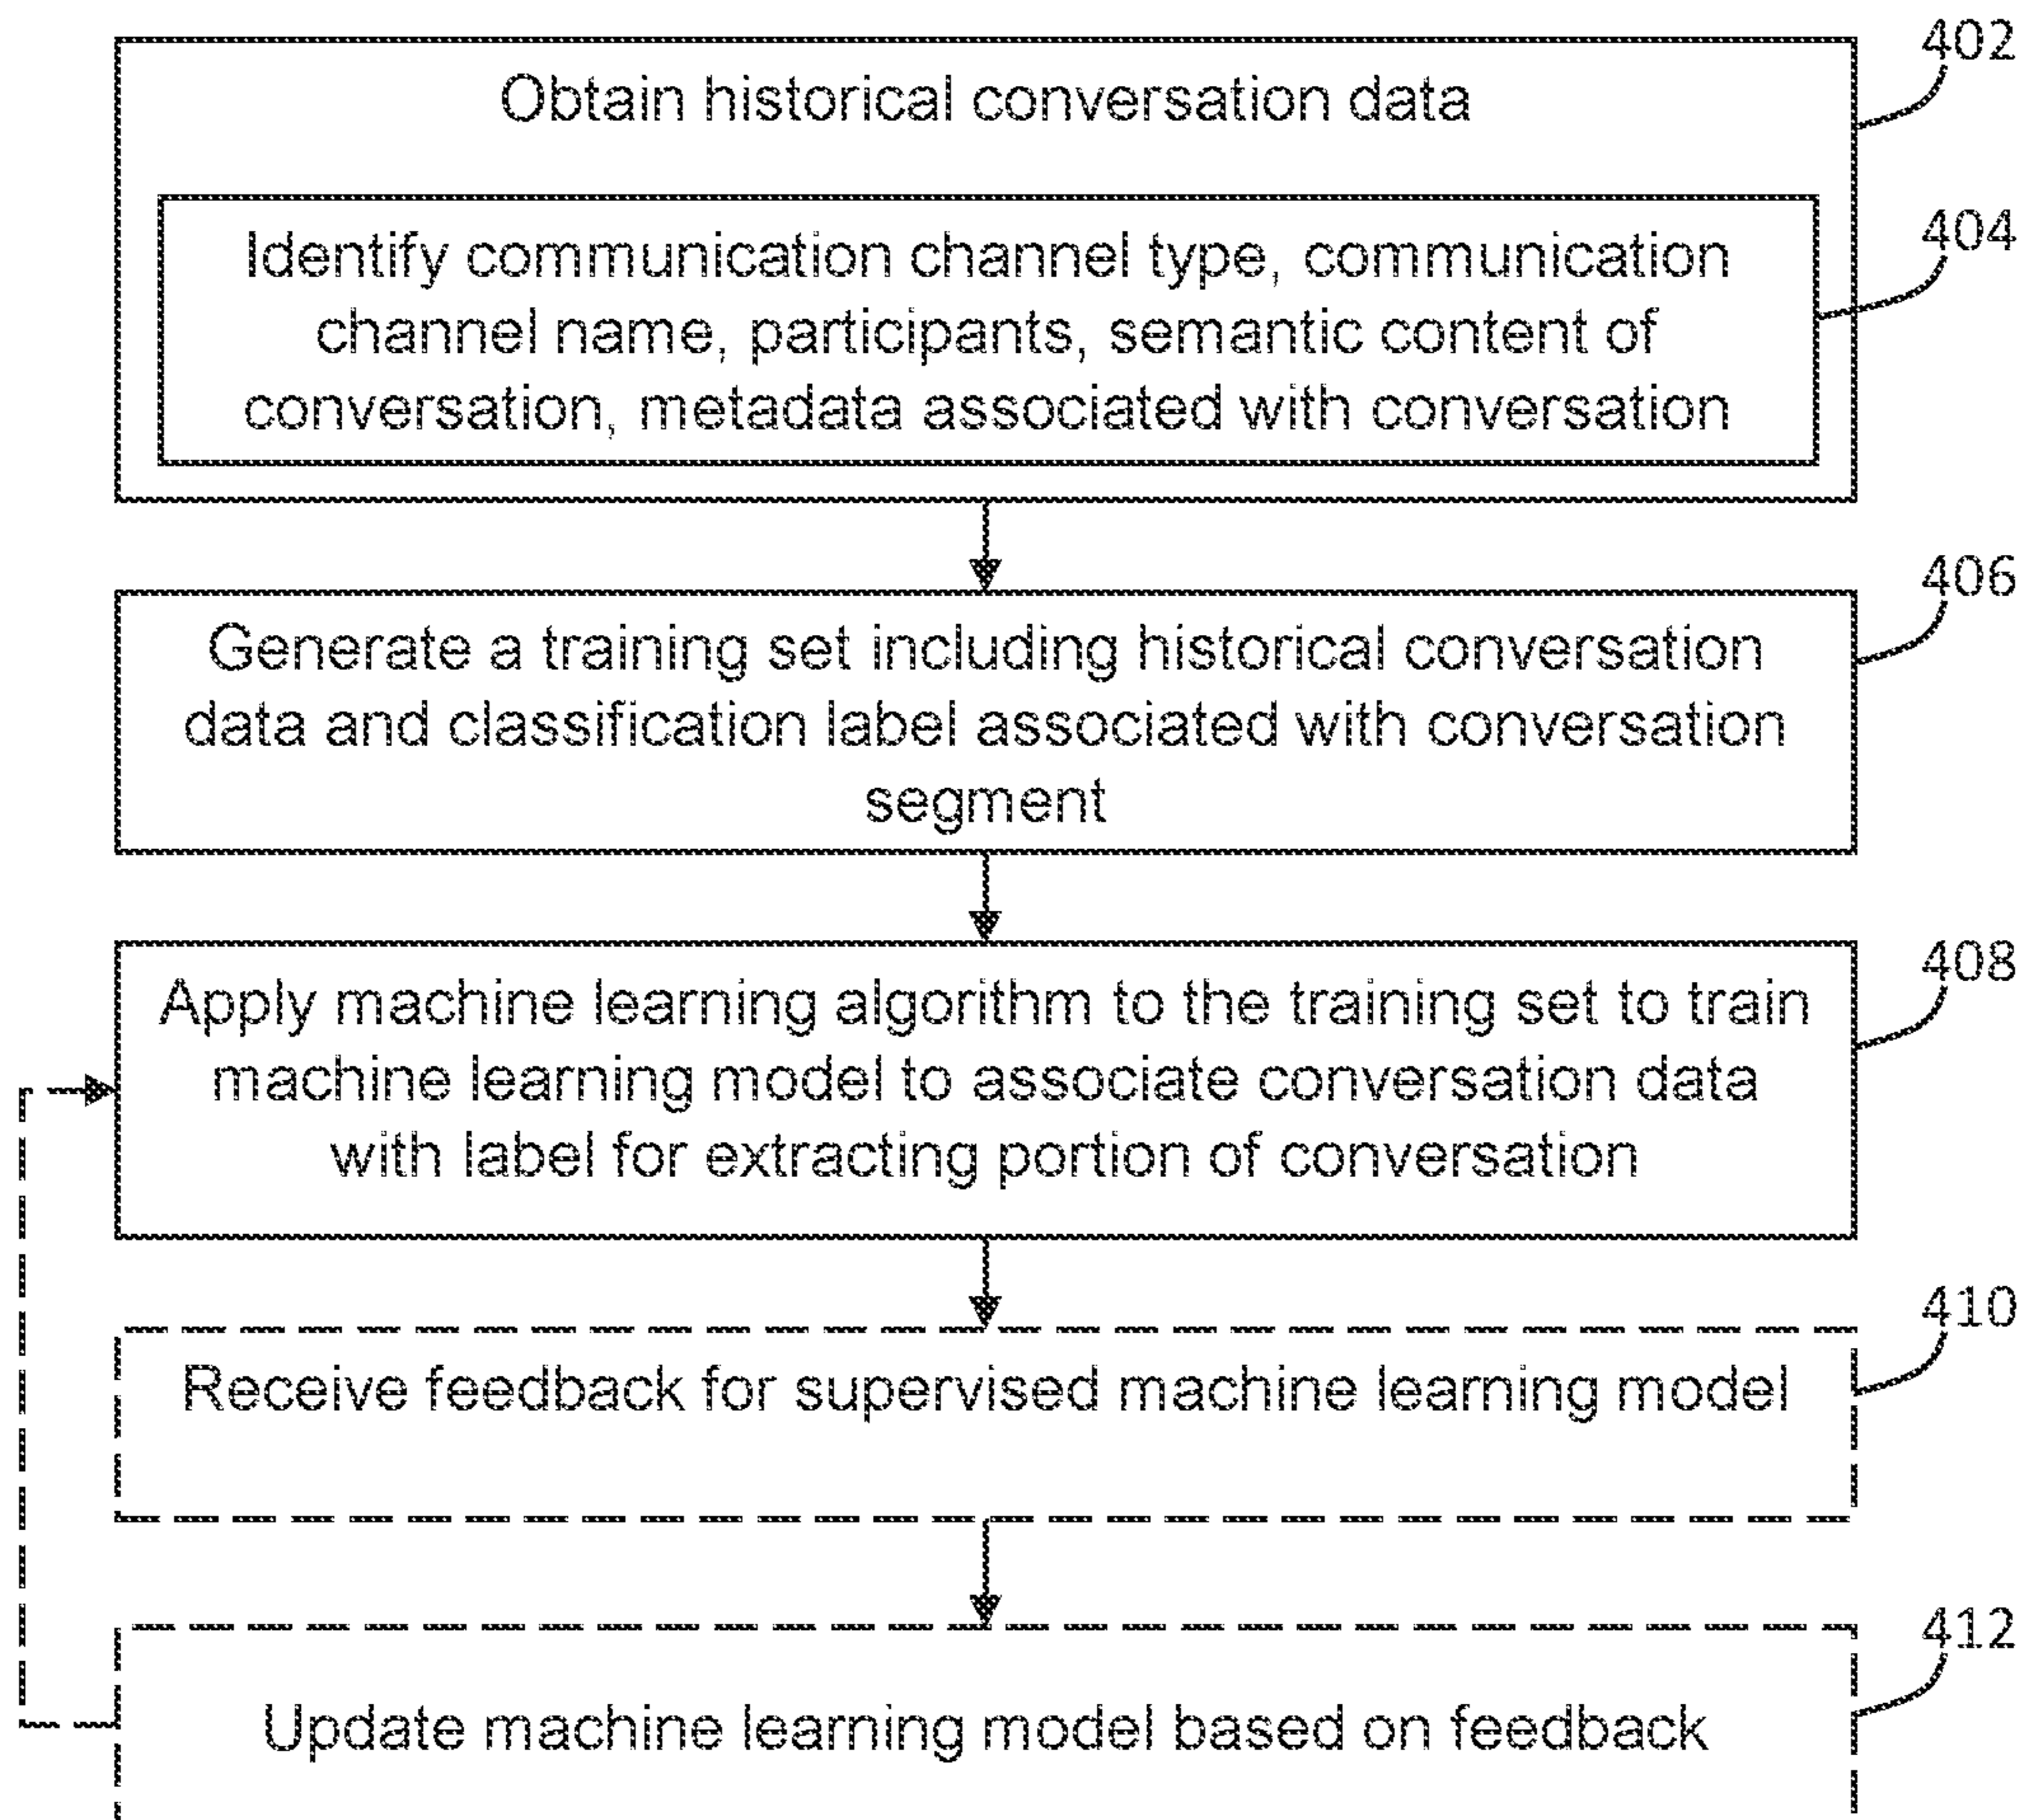 402
Obtain historical conversation data
404
Identify communication channel type, communication
channel name, participants, semantic content of
conversation, metadata associated with conversation
406
Generate a training set including historical conversation
data and classification label associated with conversation
segment
408
Apply machine learning algorithm to the training set to train
machine learning model to associate conversation data
with label for extracting portion of conversation
410
Receive feedback for supervised machine learning model
412
Update machine learning model based on feedback